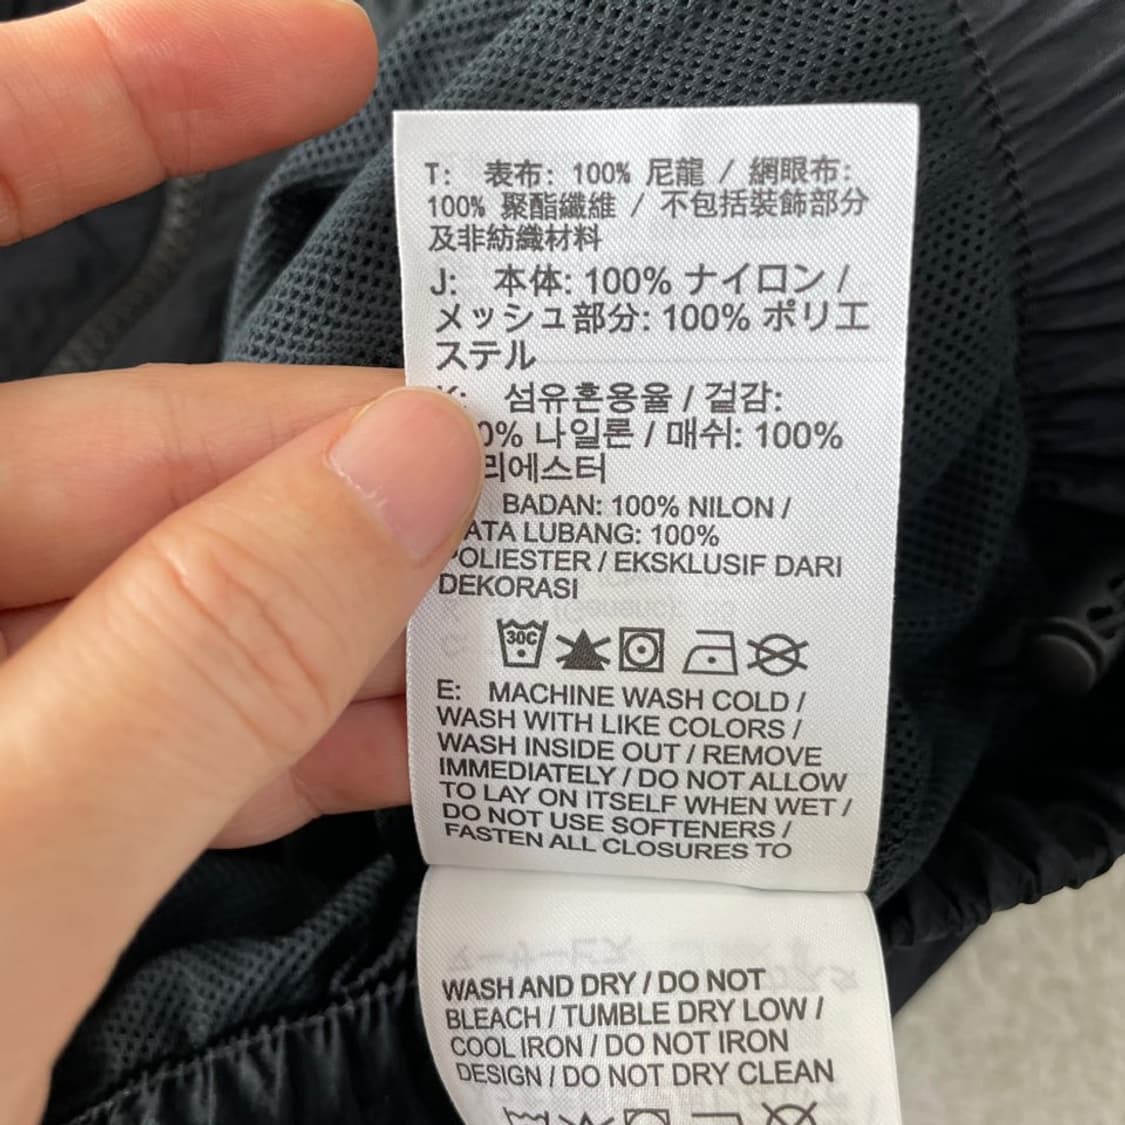 T: 表布: 100% 尼龍 / 網眼布:
100% 聚酯纖維 / 不包括裝飾部分
及非紡織材料
J: 本体: 100% ナイロン /
メッシュ部分: 100% ポリエ
ステル
섬유혼용율 / 겉감:
0% 나일론 / 매쉬: 100%
리에스터
BADAN: 100% NILON /
ATA LUBANG: 100%
POLIESTER / EKSKLUSIF DARI
DEKORASI
30C
E: MACHINE WASH COLD /
WASH WITH LIKE COLORS /
WASH INSIDE OUT / REMOVE
IMMEDIATELY / DO NOT ALLOW
TO LAY ON ITSELF WHEN WET /
DO NOT USE SOFTENERS /
FASTEN ALL CLOSURES TO
WASH AND DRY / DO NOT
BLEACH / TUMBLE DRY LOW /
COOL IRON / DO NOT IRON
DESIGN / DO NOT DRY CLEAN